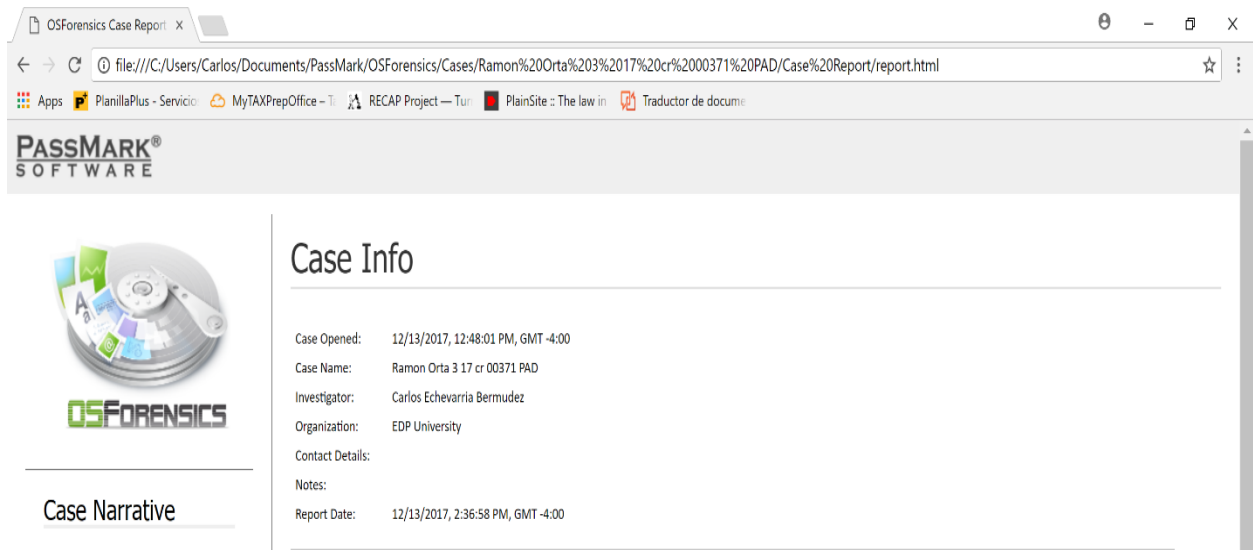 OSForensics Case Report
file:///C:/Users/Carlos/Documents/PassMark/OSForensics/Cases/Ramon%20Orta%203%2017%20cr%2000371%20PAD/Case%20Report/report.html
Apps PlanillaPlus - Servicio MyTAXPrepOffice – T RECAP Project — Tur PlainSite :: The law in Traductor de docume
PASSMARK®
SOFTWARE
OSFORENSICS
Case Narrative
Case Info
Case Opened: 12/13/2017, 12:48:01 PM, GMT -4:00
Case Name: Ramon Orta 3 17 cr 00371 PAD
Investigator: Carlos Echevarria Bermudez
Organization: EDP University
Contact Details:
Notes:
Report Date: 12/13/2017, 2:36:58 PM, GMT -4:00